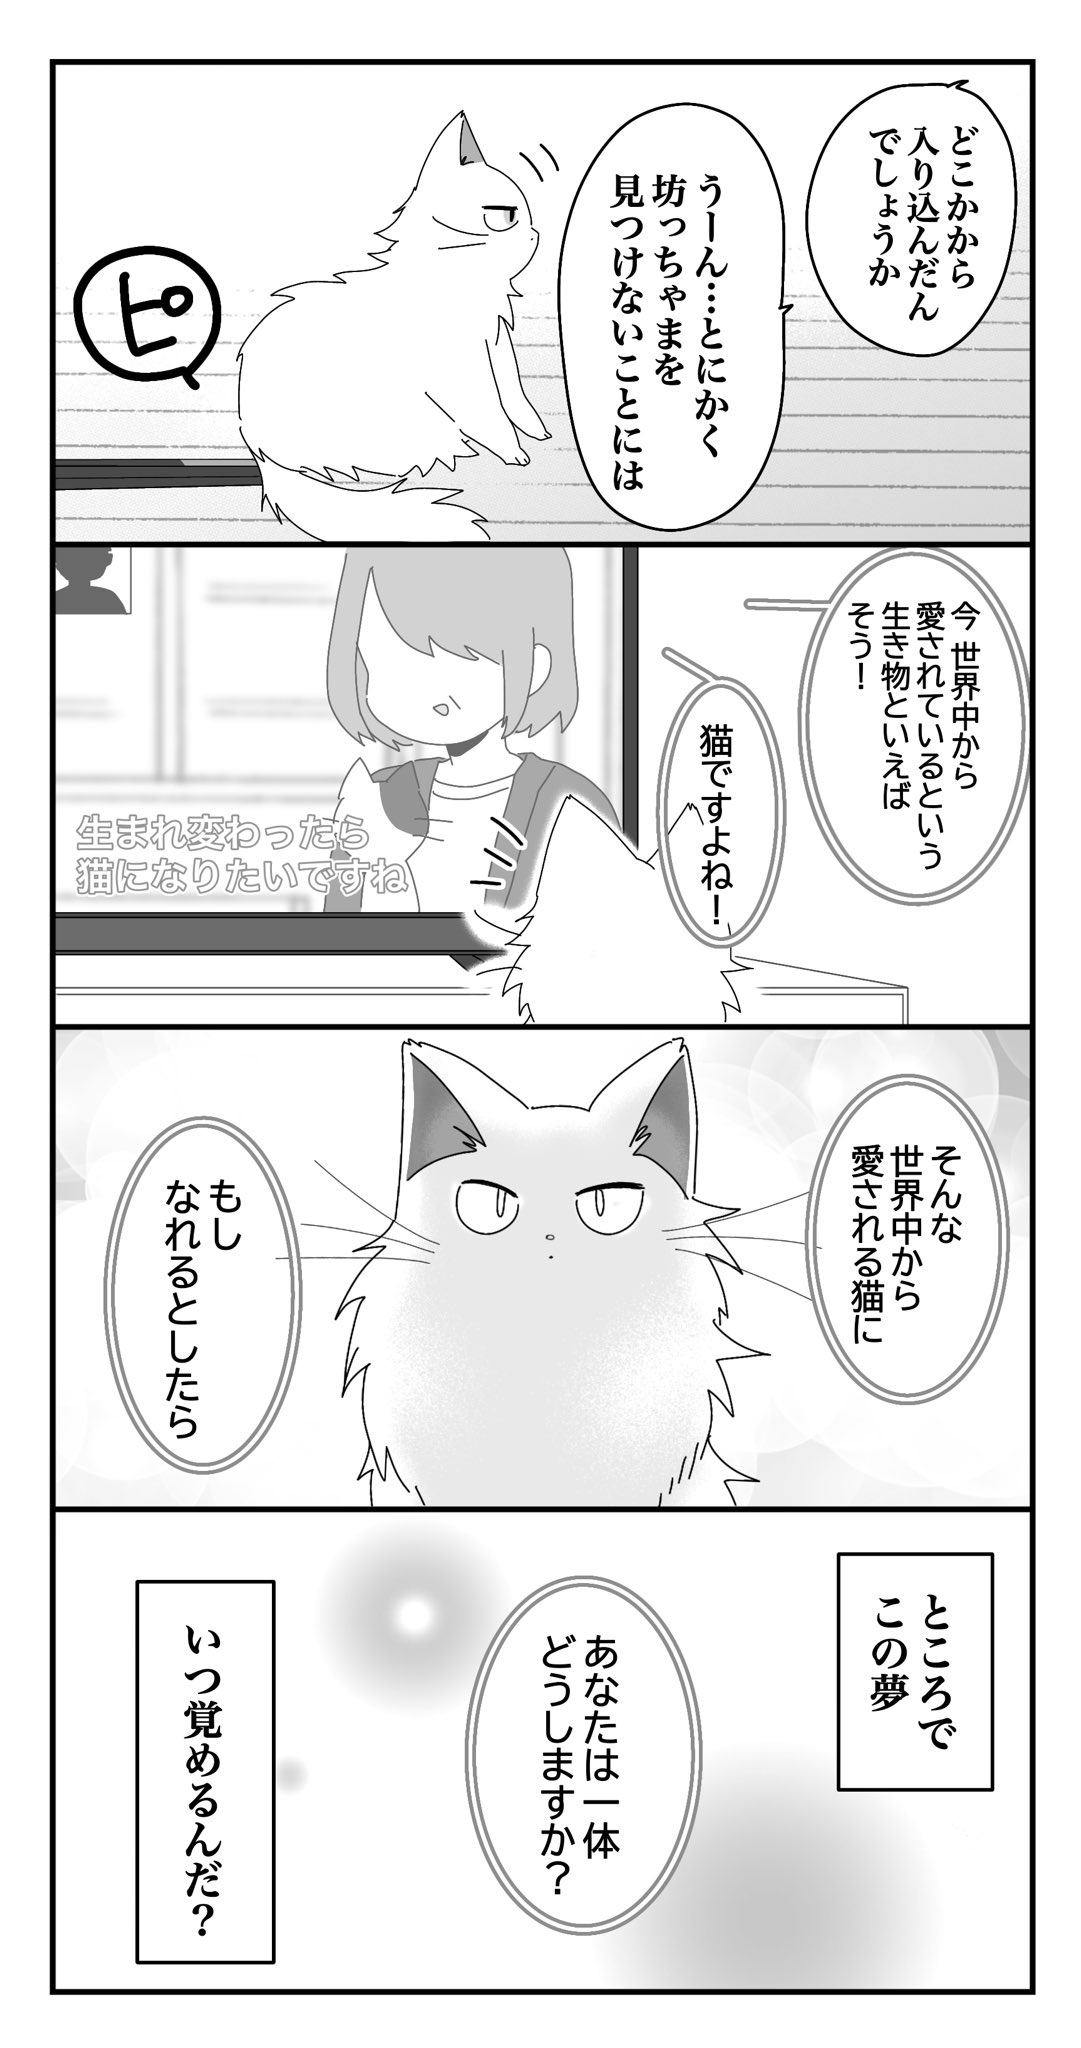 どこかから
入り込んだん
でしょうか
うーん…とにかく
坊っちゃまを
見つけないことには
ピ
今 世界中から
愛されているという
生き物といえば
そう！
猫ですよね！
生まれ変わったら
猫になりたいですね
そんな
世界中から
愛される猫に
もし
なれるとしたら
ところで
この夢
あなたは一体
どうしますか？
いつ覚めるんだ？